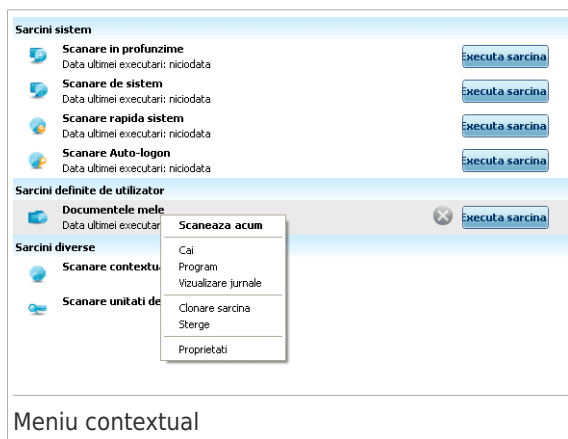 Sarcini sistem
Scanare in profunzime
Data ultimei executari: niciodata
Executa sarcina
Scanare de sistem
Data ultimei executari: niciodata
Executa sarcina
Scanare rapida sistem
Data ultimei executari: niciodata
Executa sarcina
Scanare Auto-logon
Data ultimei executari: niciodata
Executa sarcina
Sarcini definite de utilizator
Documentele mele
Data ultimei executar
Executa sarcina
Scaneaza acum
Cai
Program
Vizualizare jurnale
Clonare sarcina
Sterge
Proprietati
Sarcini diverse
Scanare contextu
Scanare unitati de
Meniu contextual